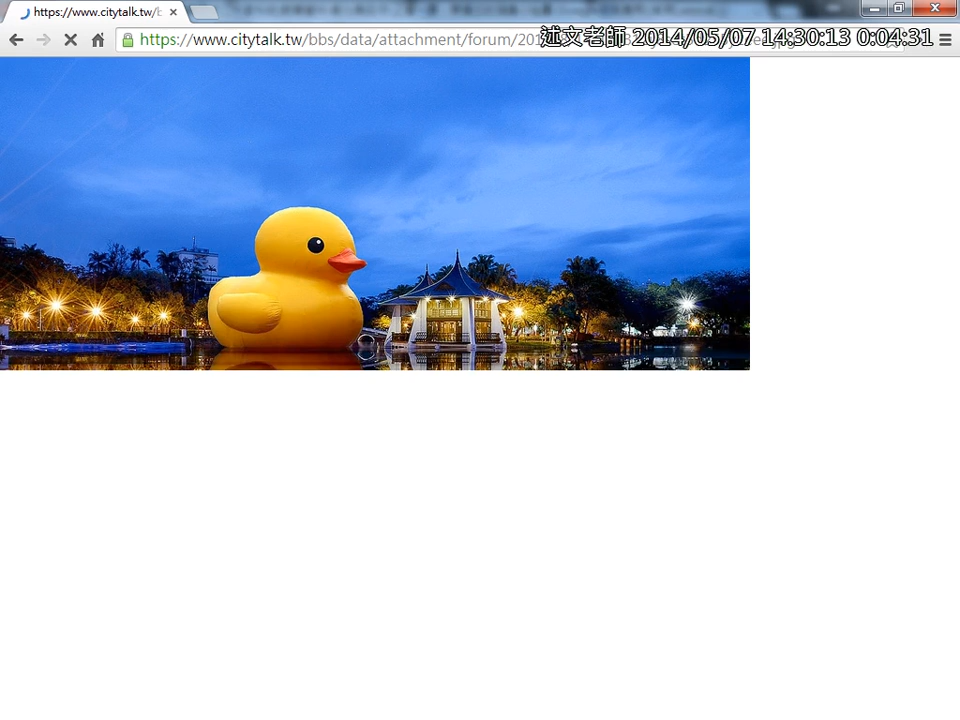 https://www.citytalk.tw/b
https://www.citytalk.tw/bbs/data/attachment/forum/201
述文老師 2014/05/07 14:30:13 0:04:31